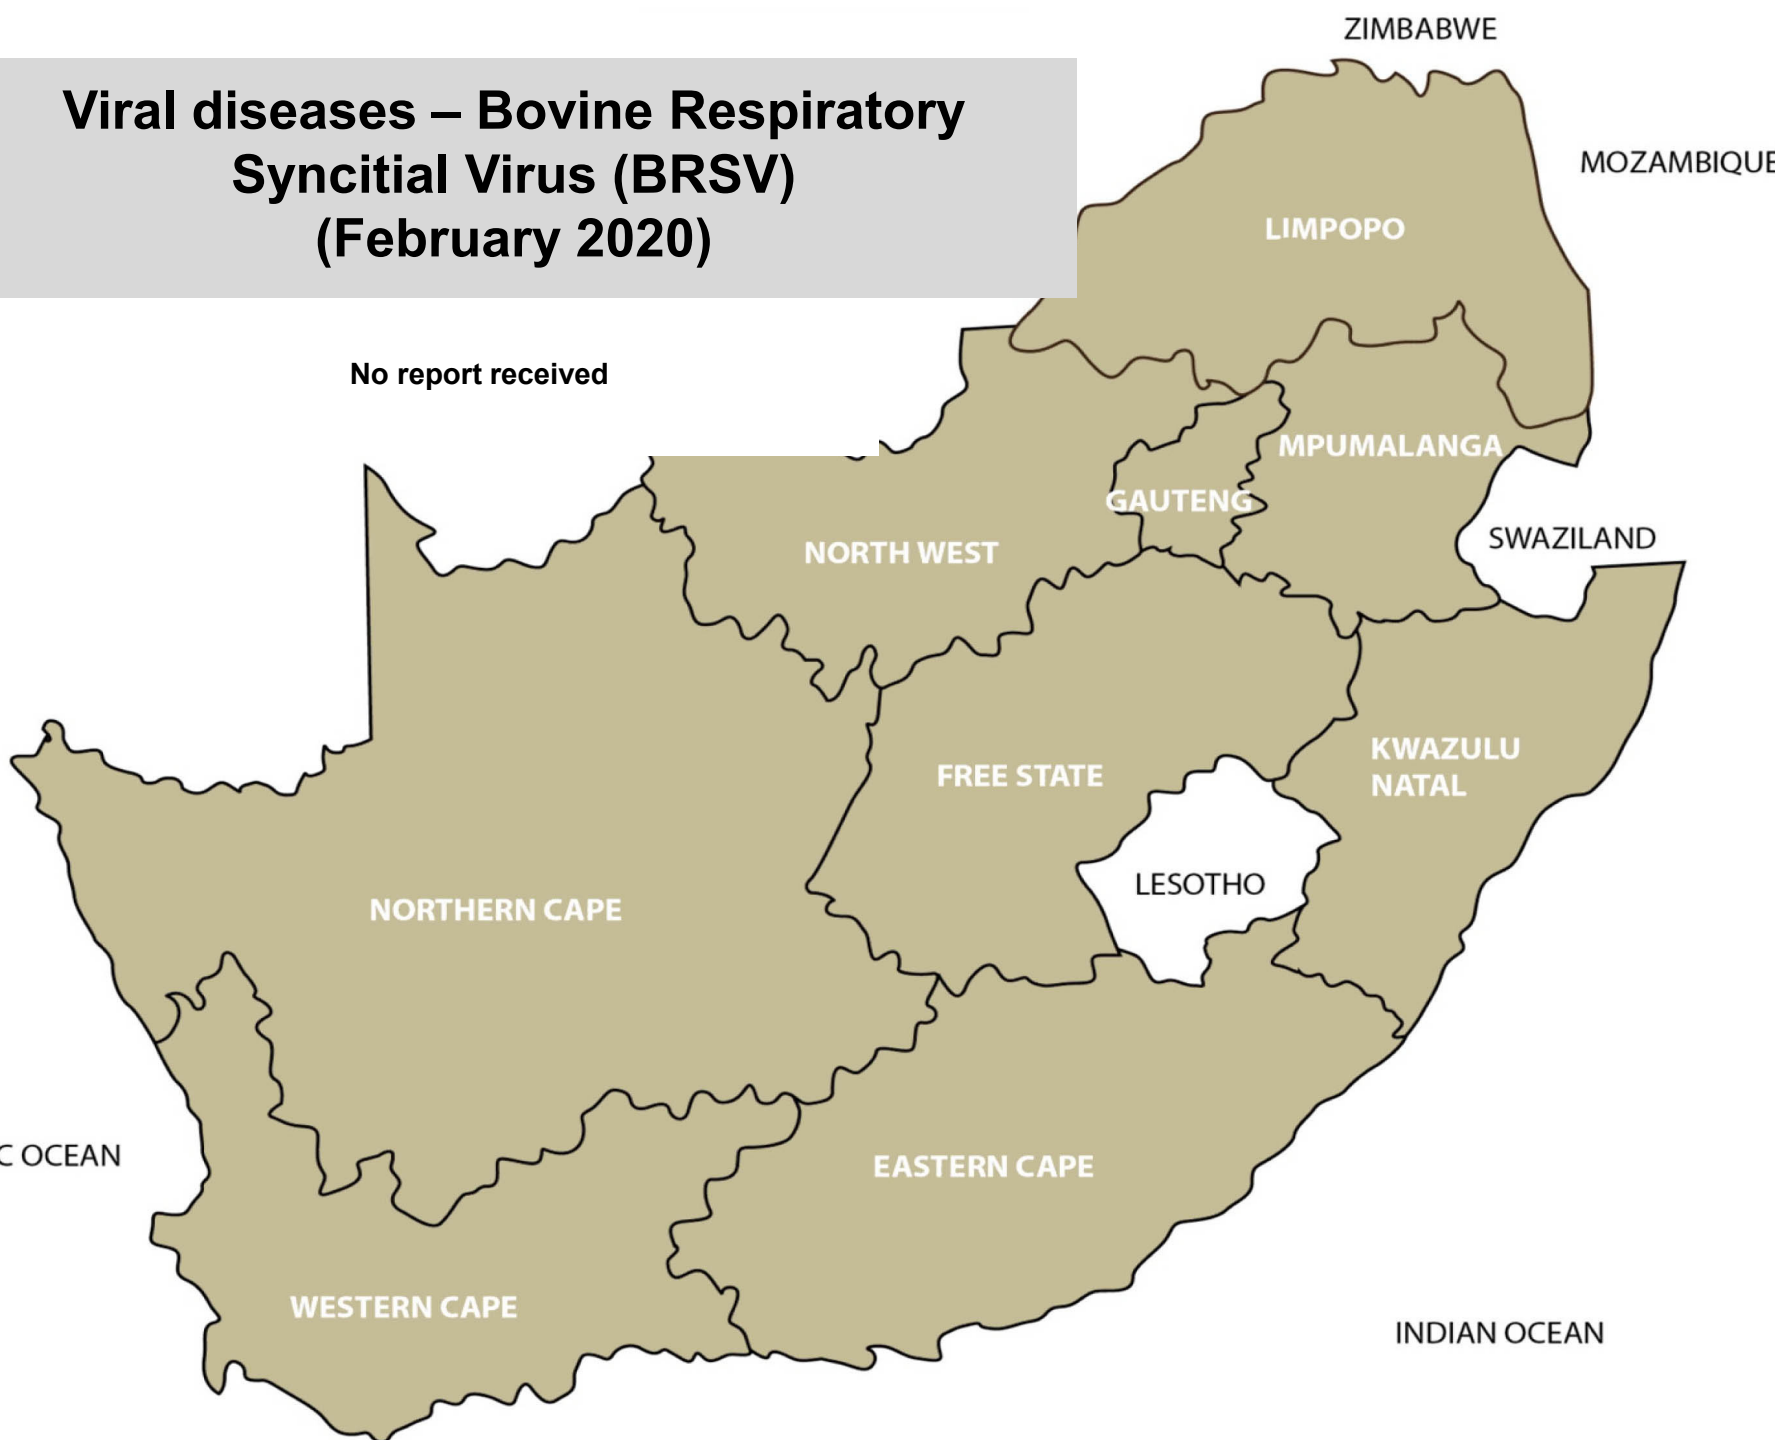 ZIMBABWE
Viral diseases – Bovine Respiratory
Syncitial Virus (BRSV)
(February 2020)
MOZAMBIQUE
LIMPOPO
No report received
MPUMALANGA
GAUTENG
SWAZILAND
NORTH WEST
KWAZULU
NATAL
FREE STATE
LESOTHO
NORTHERN CAPE
C OCEAN
EASTERN CAPE
WESTERN CAPE
INDIAN OCEAN